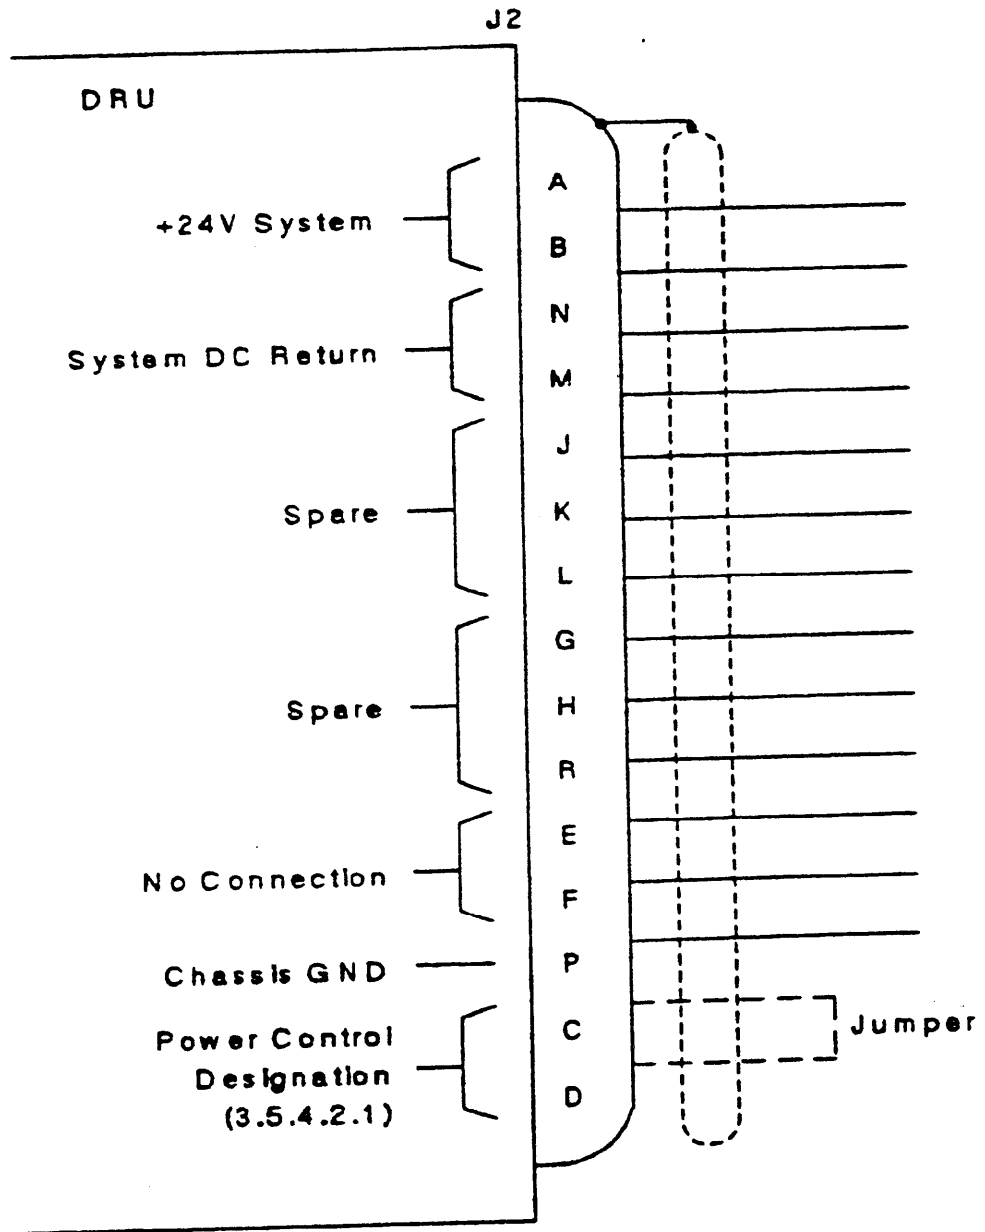 J2
DRU
+24V System
System DC Return
Spare
Spare
No Connection
Chassis GND
Power Control
Designation
(3.5.4.2.1)
A
B
N
M
J
K
L
G
H
R
E
F
P
C
D
Jumper